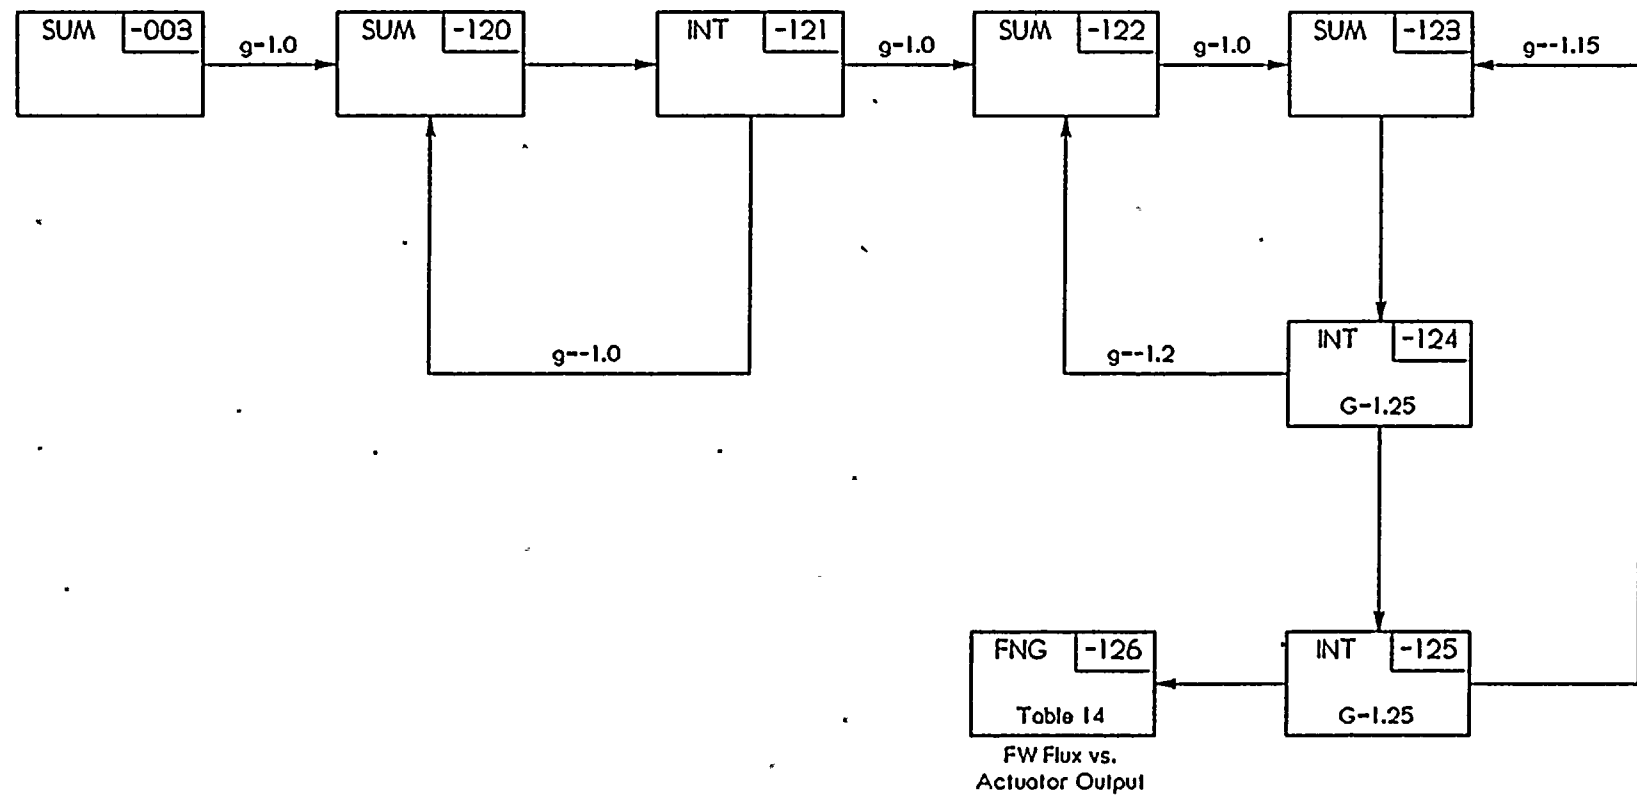 SUM -003
g=1.0
SUM -120
INT -121
g=1.0
SUM -122
g=1.0
SUM -123
g=-1.15
g=-1.0
g=-1.2
INT -124
G=1.25
FNG -126
Table 14
INT -125
G=1.25
FW Flux vs.
Actuator Output